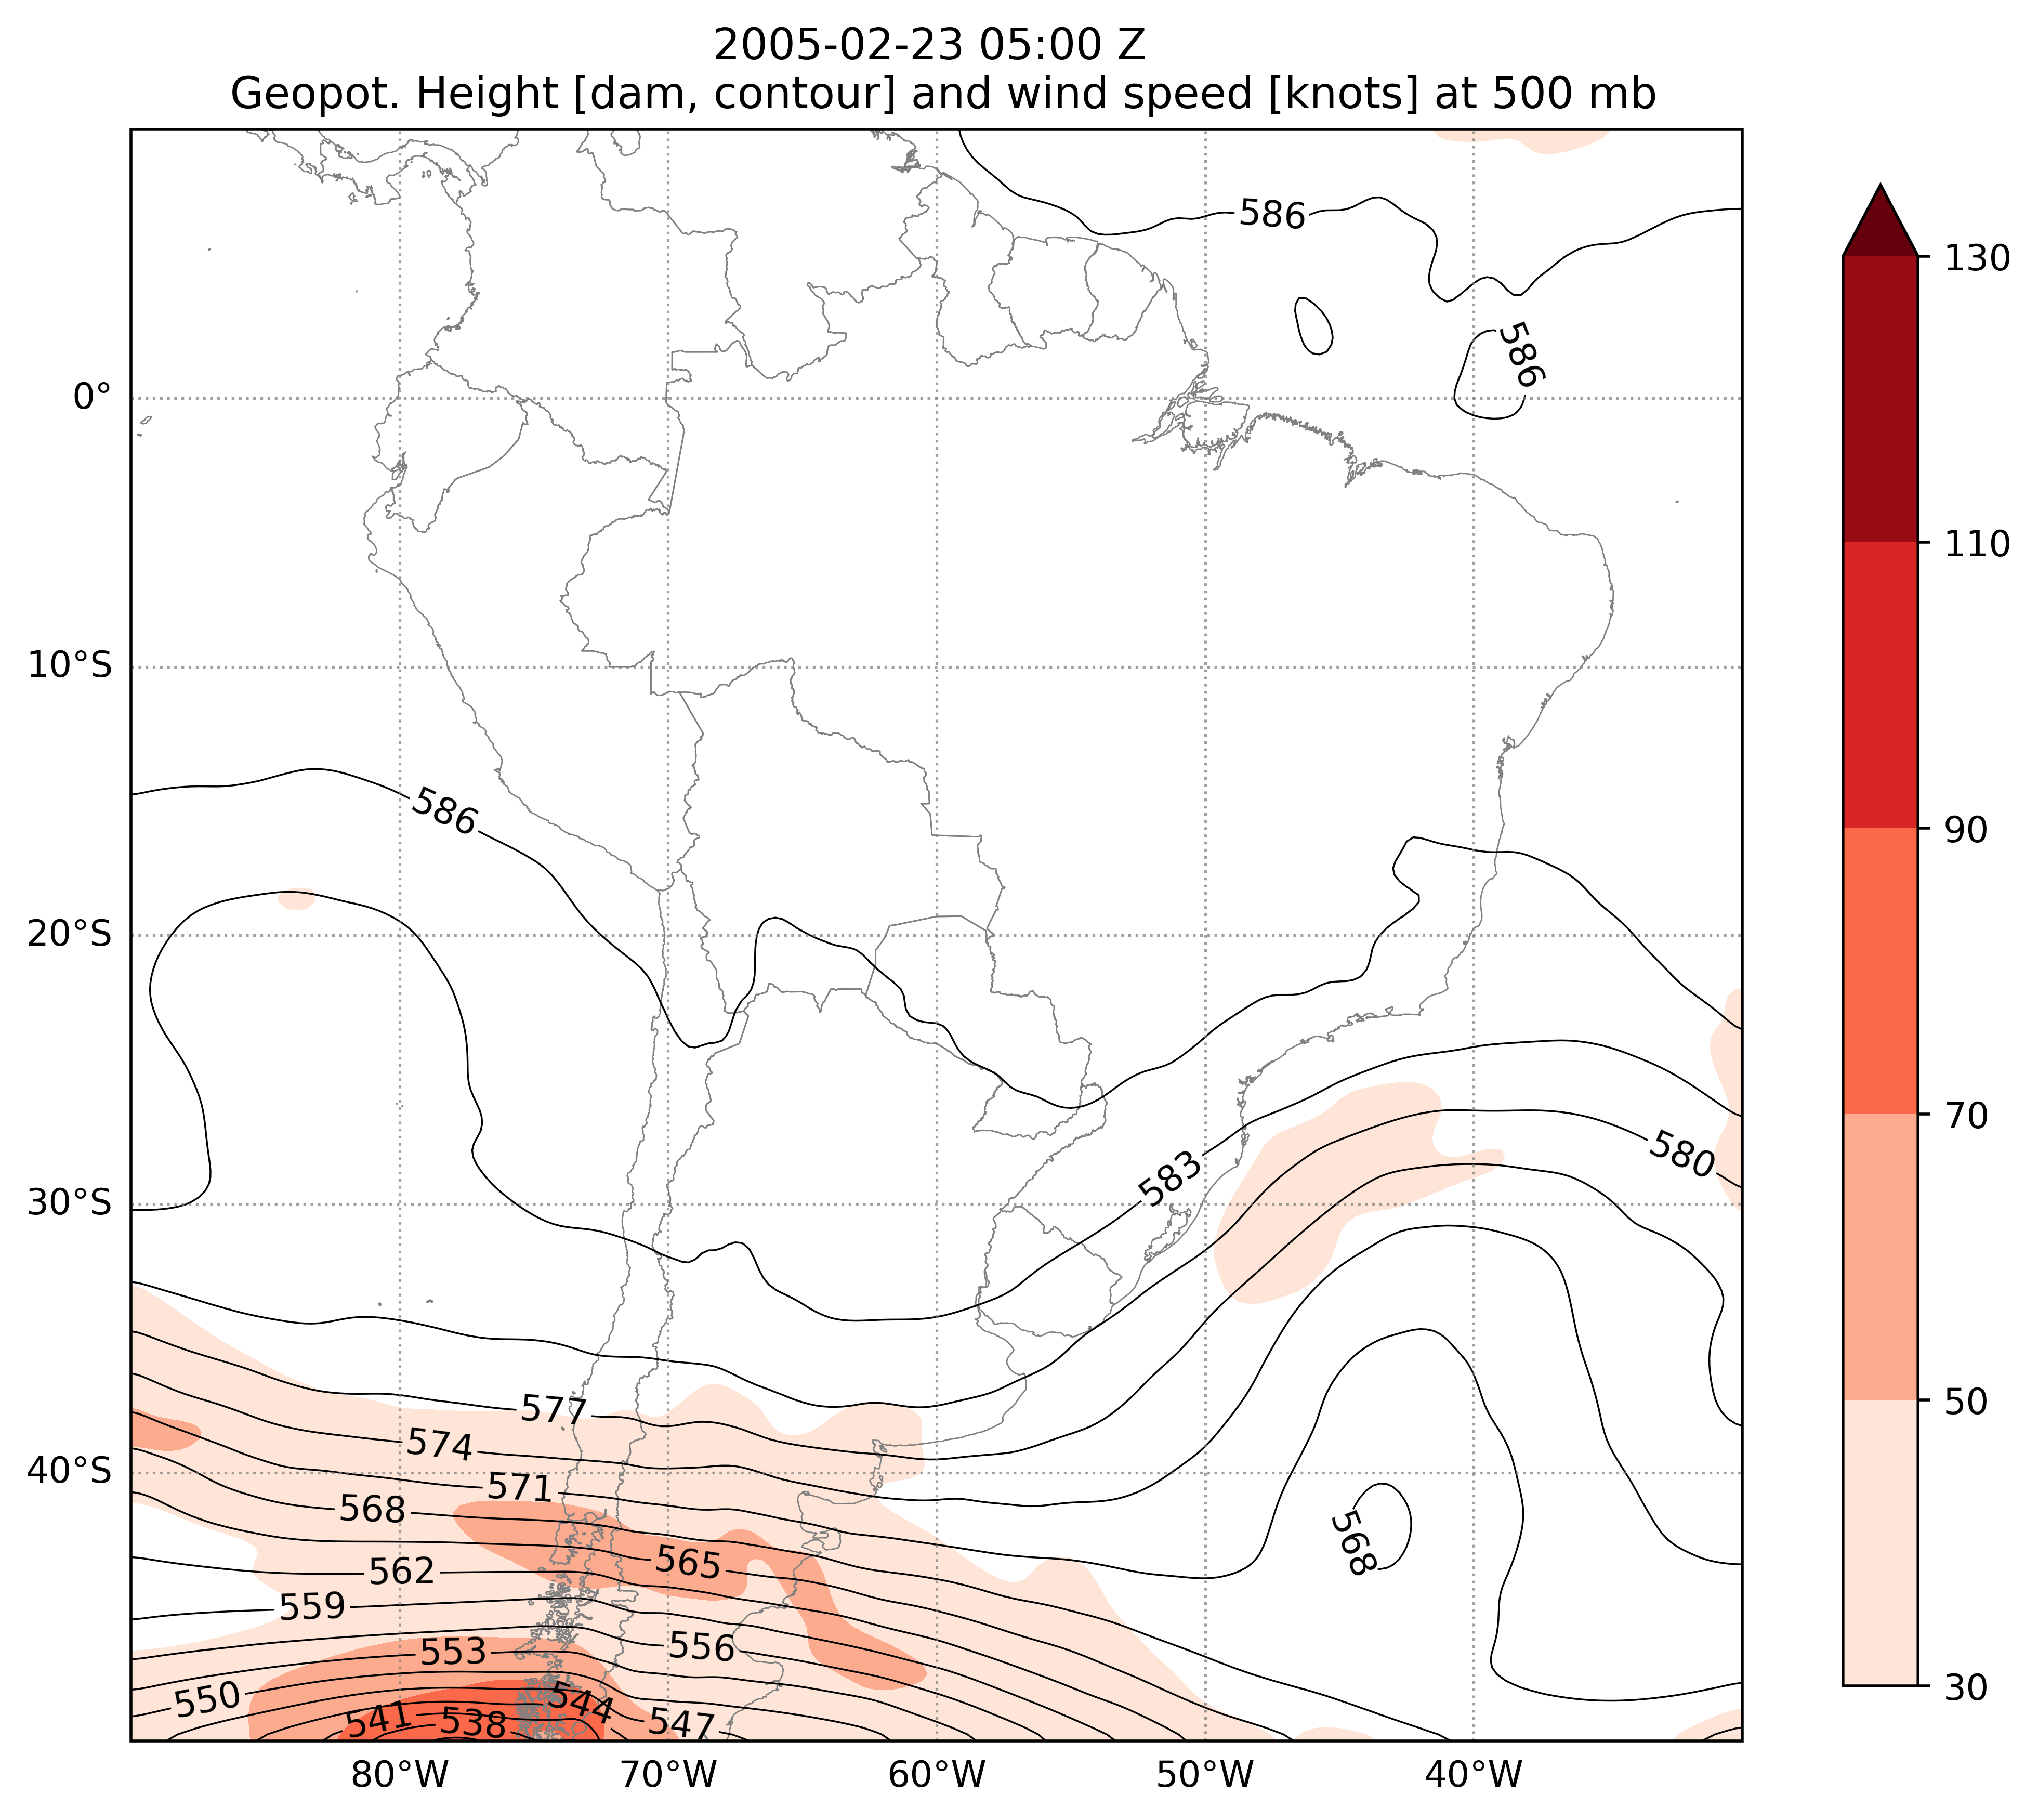 2005-02-23 05:00 Z
Geopot. Height [dam, contour] and wind speed [knots] at 500 mb
586
586
586
583
580
577
574
571
568
568
565
562
559
556
553
550
547
544
541
538
0°
10°S
20°S
30°S
40°S
80°W
70°W
60°W
50°W
40°W
130
110
90
70
50
30